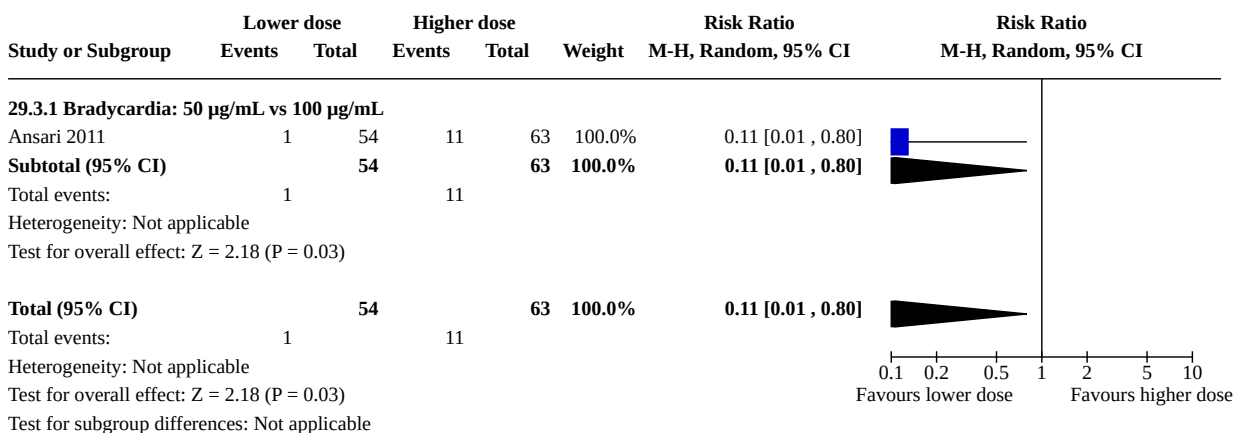 Lower dose Higher dose Risk Ratio Risk Ratio
Study or Subgroup Events Total Events Total Weight M-H, Random, 95% CI M-H, Random, 95% CI
29.3.1 Bradycardia: 50 µg/mL vs 100 µg/mL
Ansari 2011 1 54 11 63 100.0% 0.11 [0.01 , 0.80]
Subtotal (95% CI) 54 63 100.0% 0.11 [0.01 , 0.80]
Total events: 1 11
Heterogeneity: Not applicable
Test for overall effect: Z = 2.18 (P = 0.03)
Total (95% CI) 54 63 100.0% 0.11 [0.01 , 0.80]
Total events: 1 11
Heterogeneity: Not applicable
0.1 0.2 0.5 1 2 5 10
Test for overall effect: Z = 2.18 (P = 0.03) Favours lower dose Favours higher dose
Test for subgroup differences: Not applicable